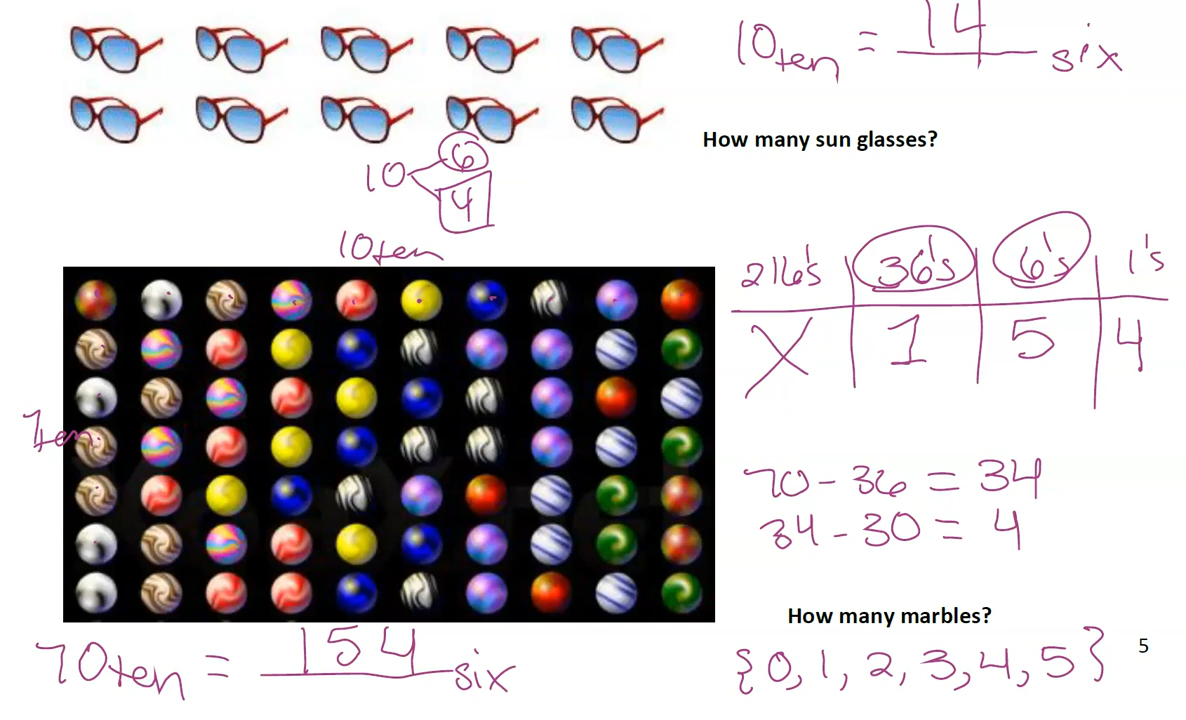 10ten = 14 six
How many sun glasses?
10 6
4
10ten
216's 36's 6's 1's
X 1 5 4
7ten
70 - 36 = 34
34 - 30 = 4
How many marbles?
70ten = 154 six
{0, 1, 2, 3, 4, 5}
5